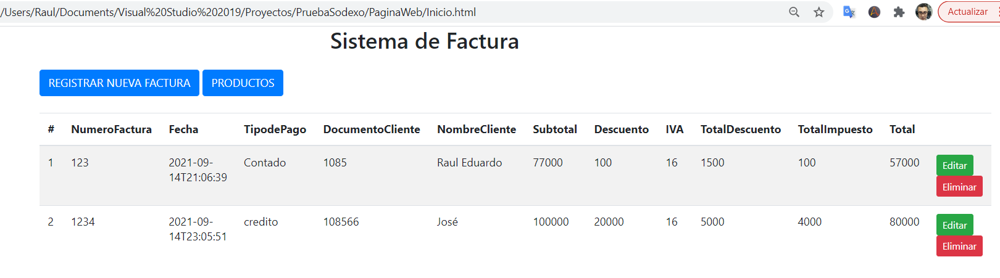 /Users/Raul/Documents/Visual%20Studio%202019/Proyectos/PruebaSodexo/PaginaWeb/Inicio.html
Actualizar
Sistema de Factura
REGISTRAR NUEVA FACTURA PRODUCTOS
# NumeroFactura Fecha TipodePago DocumentoCliente NombreCliente Subtotal Descuento IVA TotalDescuento TotalImpuesto Total
1 123 2021-09- Contado 1085 Raul Eduardo 77000 100 16 1500 100 57000 Editar
14T21:06:39
Eliminar
2 1234 2021-09- credito 108566 José 100000 20000 16 5000 4000 80000 Editar
14T23:05:51
Eliminar